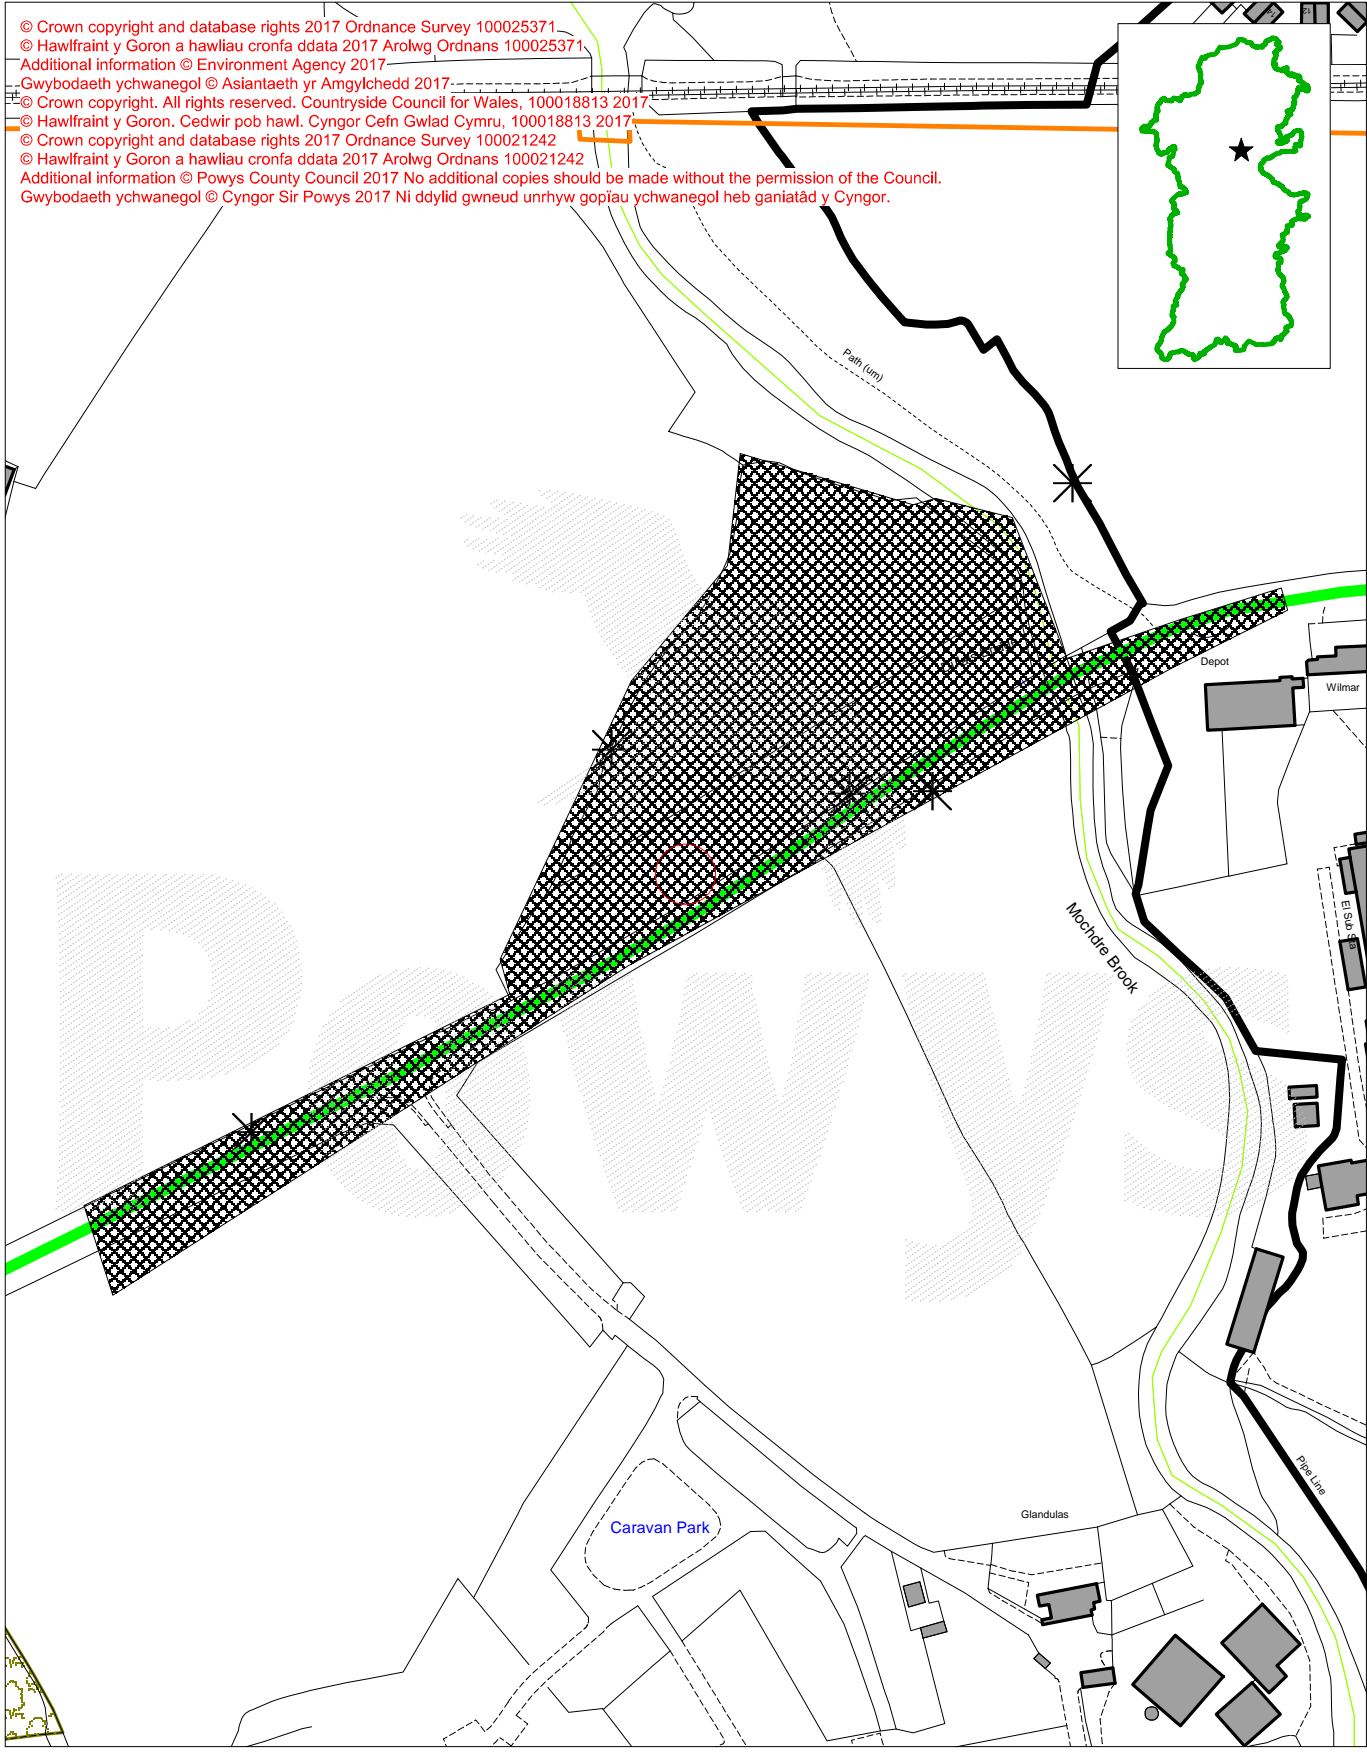 © Crown copyright and database rights 2017 Ordnance Survey 100025371
© Hawlfraint y Goron a hawliau cronfa ddata 2017 Arolwg Ordnans 100025371
Additional information © Environment Agency 2017
Gwybodaeth ychwanegol © Asiantaeth yr Amgylchedd 2017
© Crown copyright. All rights reserved. Countryside Council for Wales, 100018813 2017
© Hawlfraint y Goron. Cedwir pob hawl. Cyngor Cefn Gwlad Cymru, 100018813 2017
© Crown copyright and database rights 2017 Ordnance Survey 100021242
© Hawlfraint y Goron a hawliau cronfa ddata 2017 Arolwg Ordnans 100021242
Additional information © Powys County Council 2017 No additional copies should be made without the permission of the Council.
Gwybodaeth ychwanegol © Cyngor Sir Powys 2017 Ni ddylid gwneud unrhyw gopïau ychwanegol heb ganiatâd y Cyngor.
12
Path (um)
Depot
Wilmar
El Sub Sta
Mochdre Brook
Powys
Pipe Line
Glandulas
Caravan Park